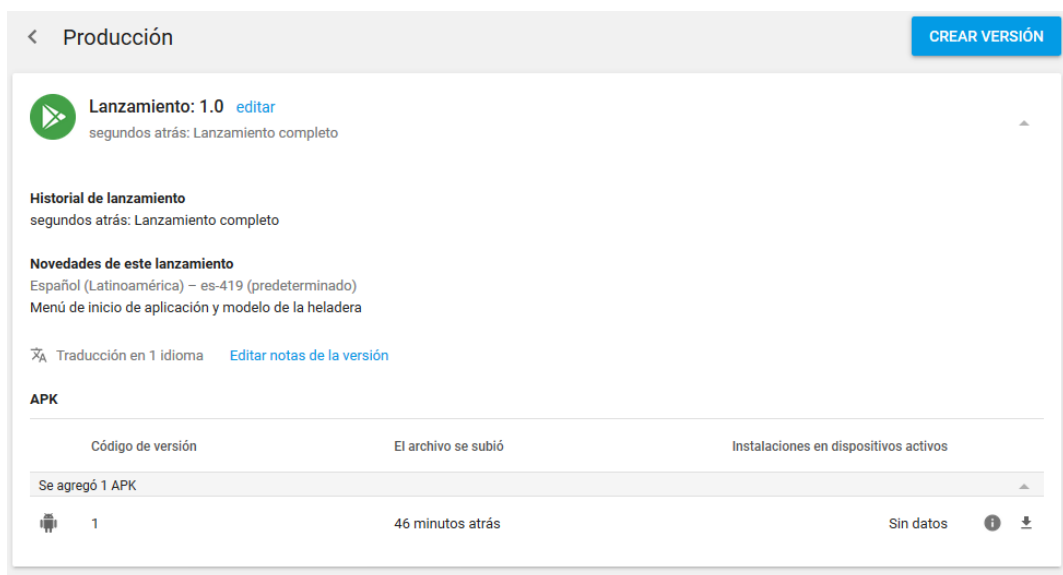 Producción
CREAR VERSIÓN
Lanzamiento: 1.0 editar
segundos atrás: Lanzamiento completo
Historial de lanzamiento
segundos atrás: Lanzamiento completo
Novedades de este lanzamiento
Español (Latinoamérica) – es-419 (predeterminado)
Menú de inicio de aplicación y modelo de la heladera
Traducción en 1 idioma Editar notas de la versión
APK
Código de versión El archivo se subió Instalaciones en dispositivos activos
Se agregó 1 APK
1 46 minutos atrás Sin datos